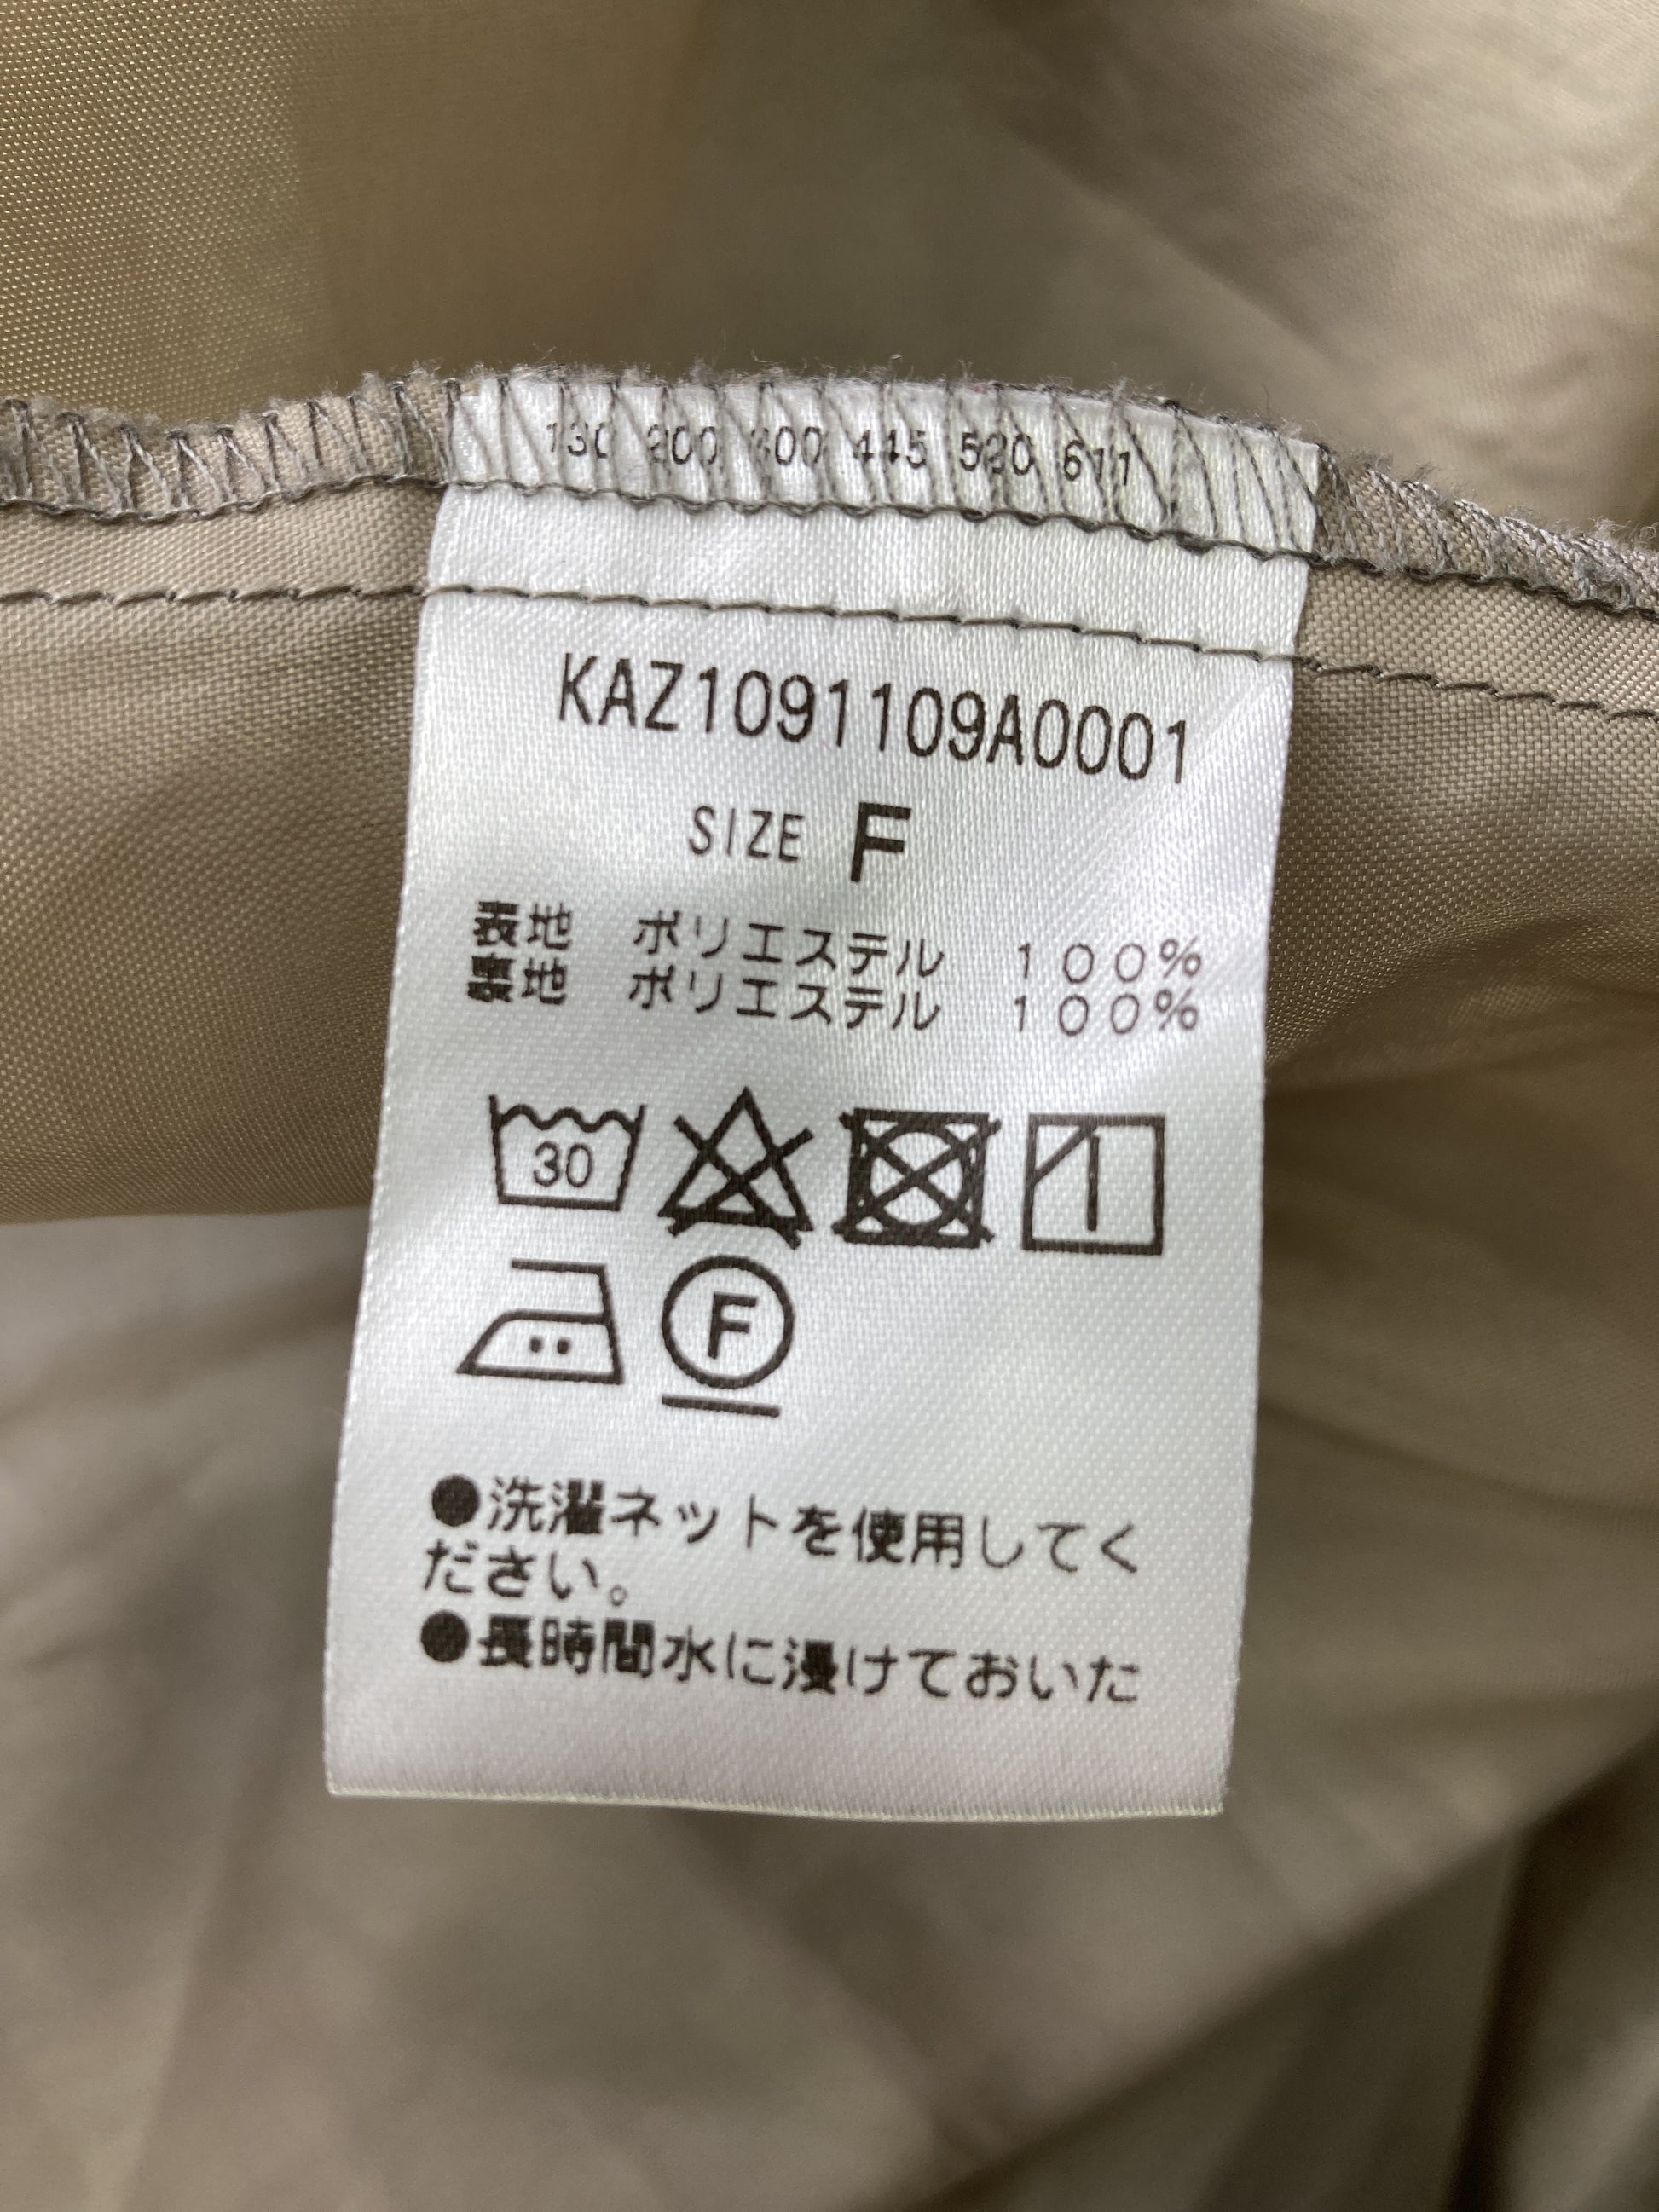 130 200 300 445 520 611
KAZ1091109A0001
SIZE F
表地 ポリエステル 100%
裏地 ポリエステル 100%
30
F
●洗濯ネットを使用してく
ださい。
●長時間水に浸けておいた